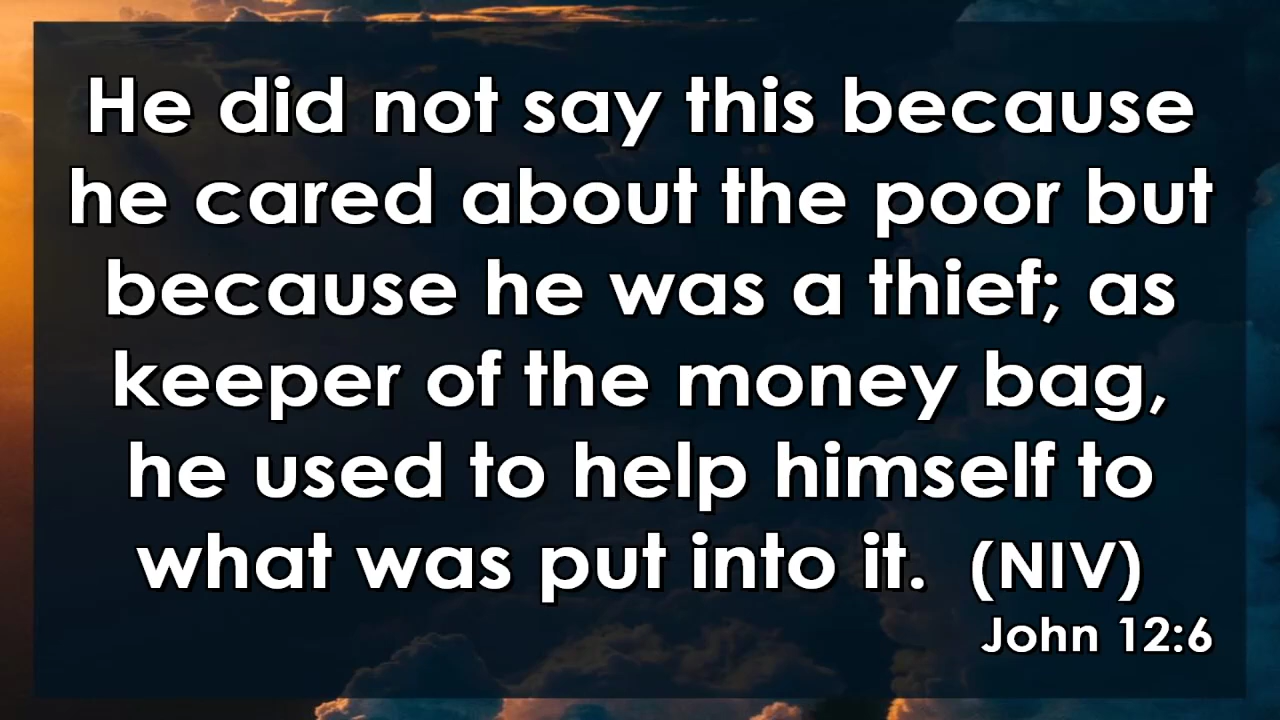 He did not say this because
he cared about the poor but
because he was a thief; as
keeper of the money bag,
he used to help himself to
what was put into it. (NIV)
John 12:6